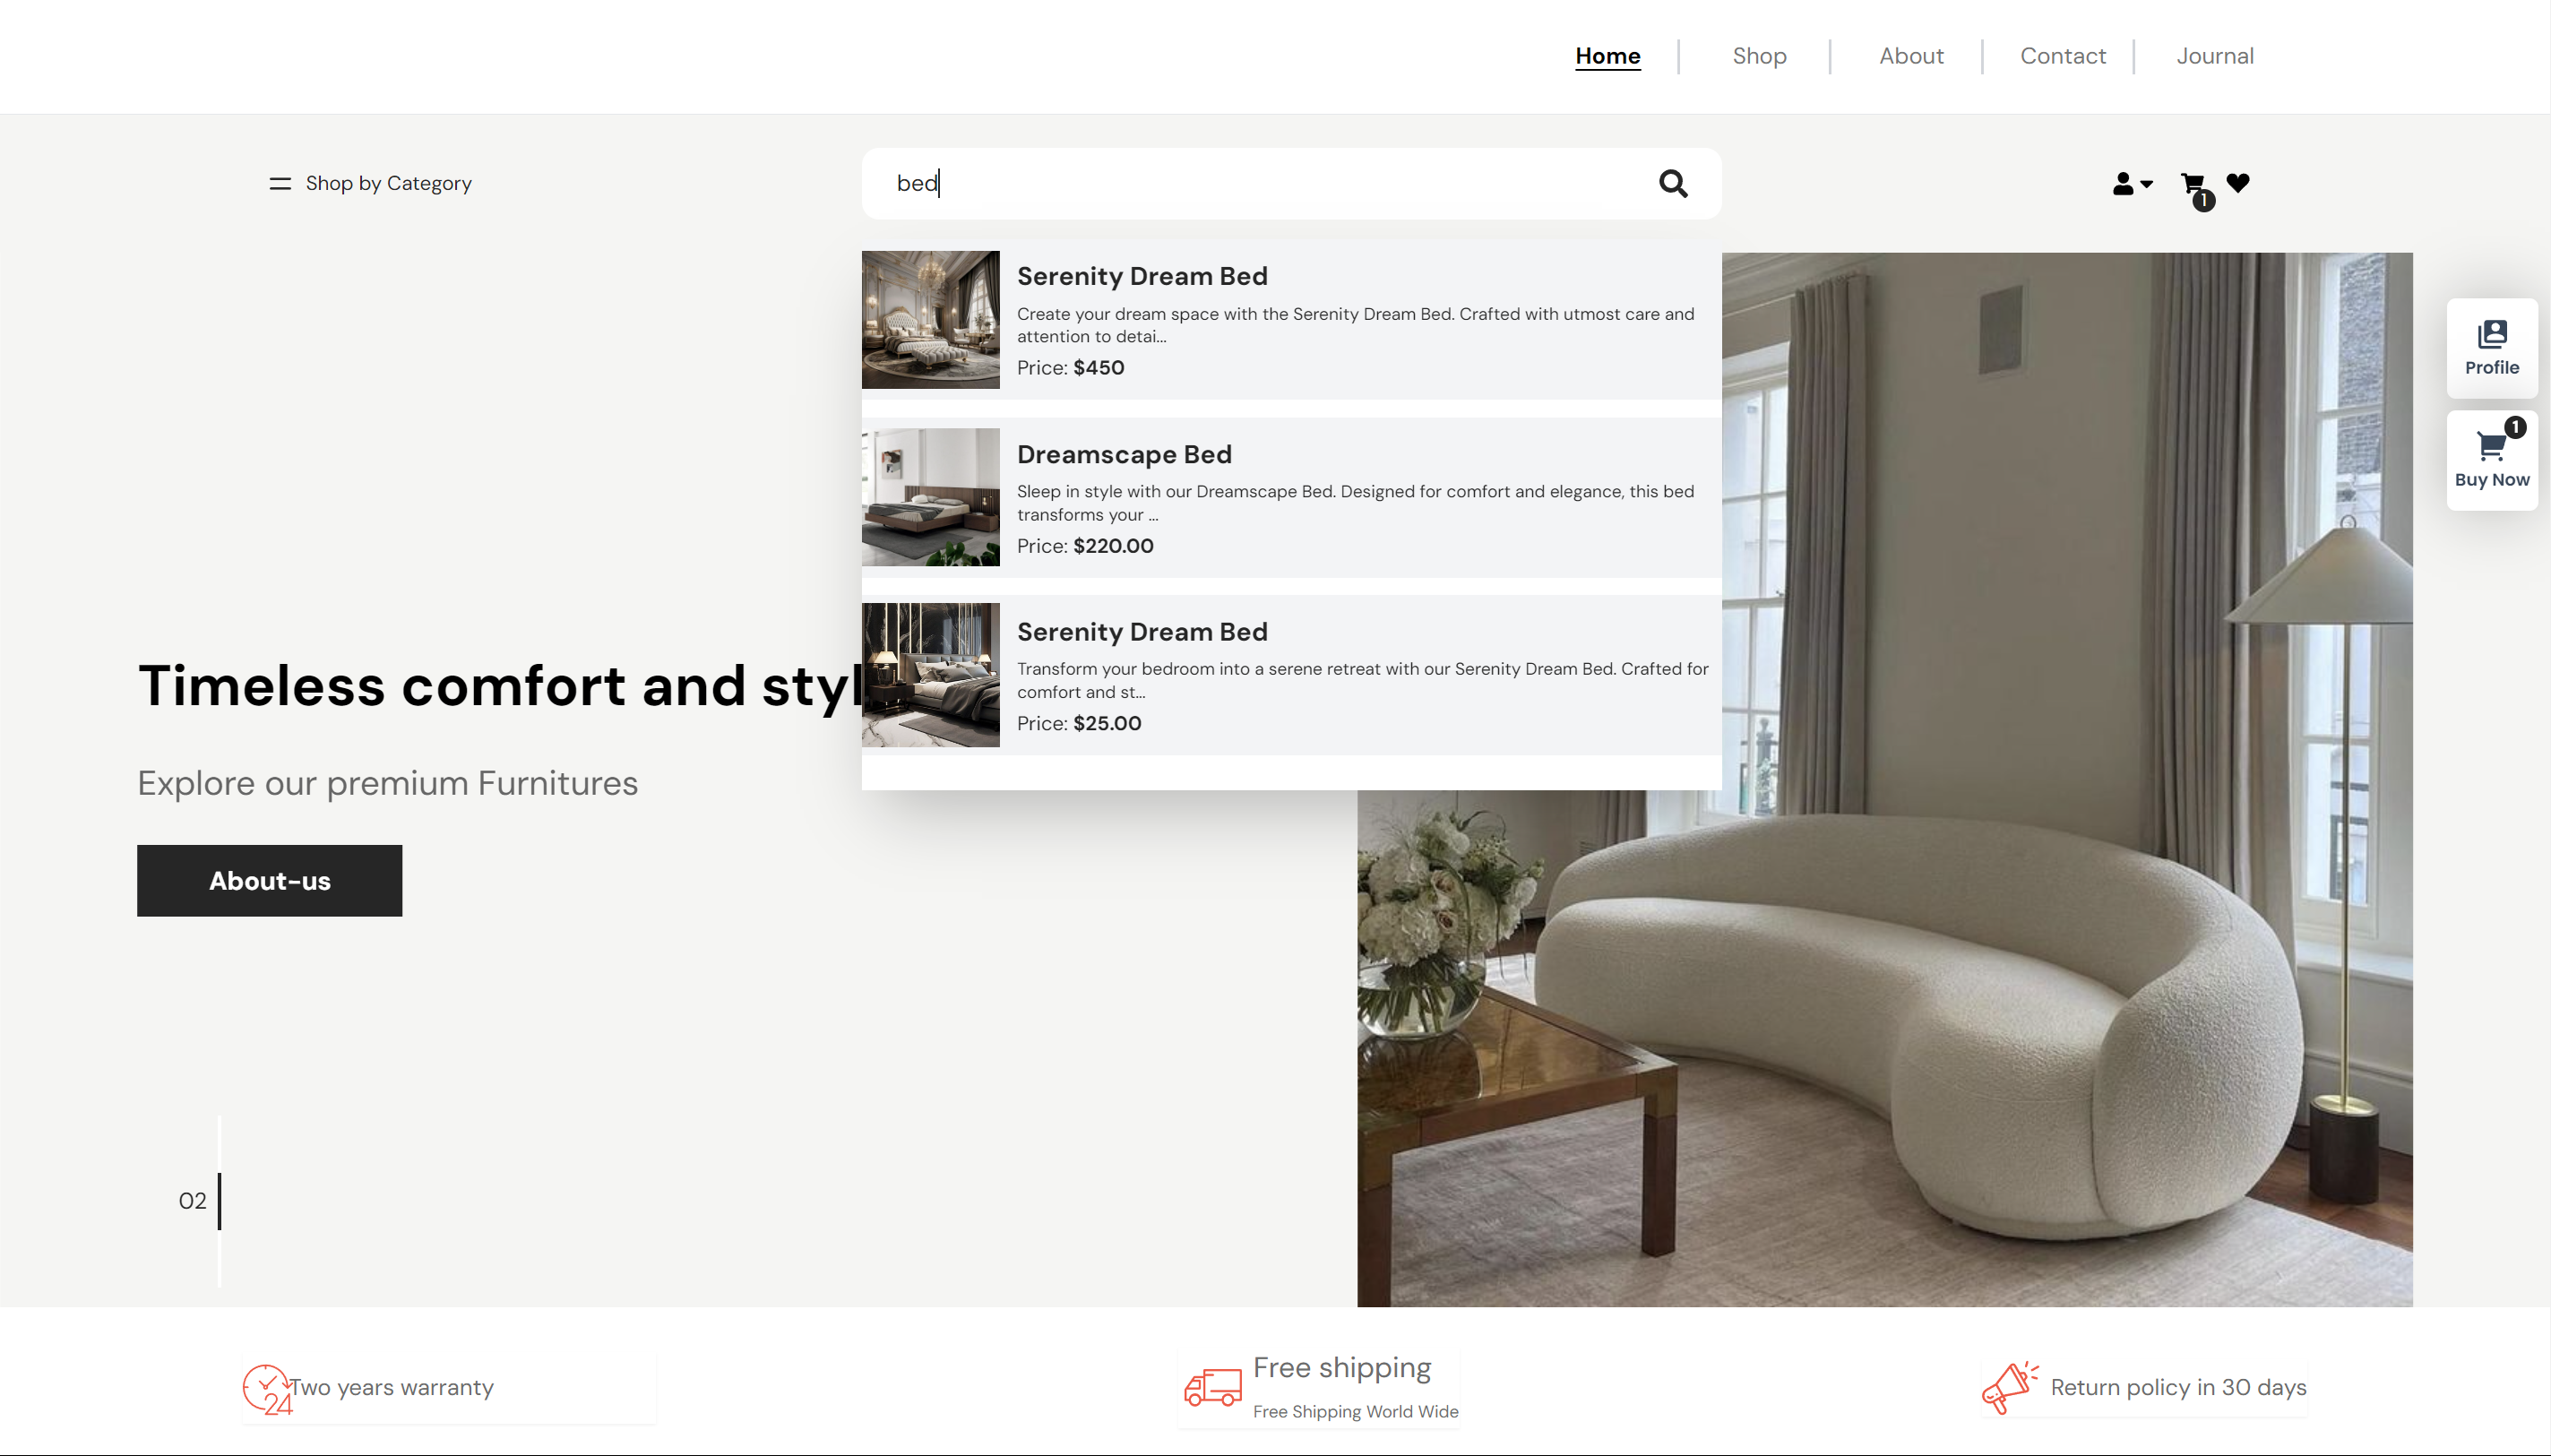 Home
Shop
About
Contact
Journal
Shop by Category
bed
1
Serenity Dream Bed
Create your dream space with the Serenity Dream Bed. Crafted with utmost care and
attention to detai...
Price: $450
Dreamscape Bed
Sleep in style with our Dreamscape Bed. Designed for comfort and elegance, this bed
transforms your ...
Price: $220.00
Serenity Dream Bed
Transform your bedroom into a serene retreat with our Serenity Dream Bed. Crafted for
comfort and st...
Price: $25.00
Profile
1
Buy Now
Timeless comfort and styl
Explore our premium Furnitures
About-us
02
24
Two years warranty
Free shipping
Free Shipping World Wide
Return policy in 30 days